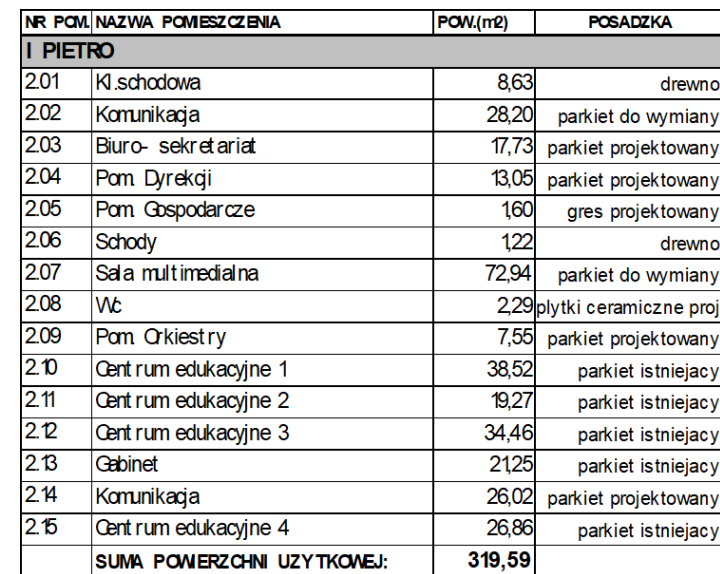 NR POM. NAZWA POMIESZCZENIA POW.(m2) POSADZKA
I PIETRO
2.01 Kl.schodowa 8,63 drewno
2.02 Komunikacja 28,20 parkiet do wymiany
2.03 Biuro- sekretariat 17,73 parkiet projektowany
2.04 Pom. Dyrekcji 13,05 parkiet projektowany
2.05 Pom. Gospodarcze 1,60 gres projektowany
2.06 Schody 1,22 drewno
2.07 Sala multimedialna 72,94 parkiet do wymiany
2.08 Wc 2,29 plytki ceramiczne proj
2.09 Pom. Orkiestry 7,55 parkiet projektowany
2.10 Centrum edukacyjne 1 38,52 parkiet istniejacy
2.11 Centrum edukacyjne 2 19,27 parkiet istniejacy
2.12 Centrum edukacyjne 3 34,46 parkiet istniejacy
2.13 Gabinet 21,25 parkiet istniejacy
2.14 Komunikacja 26,02 parkiet projektowany
2.15 Centrum edukacyjne 4 26,86 parkiet istniejacy
SUMA POWIERZCHNI UZYTKOWEJ: 319,59